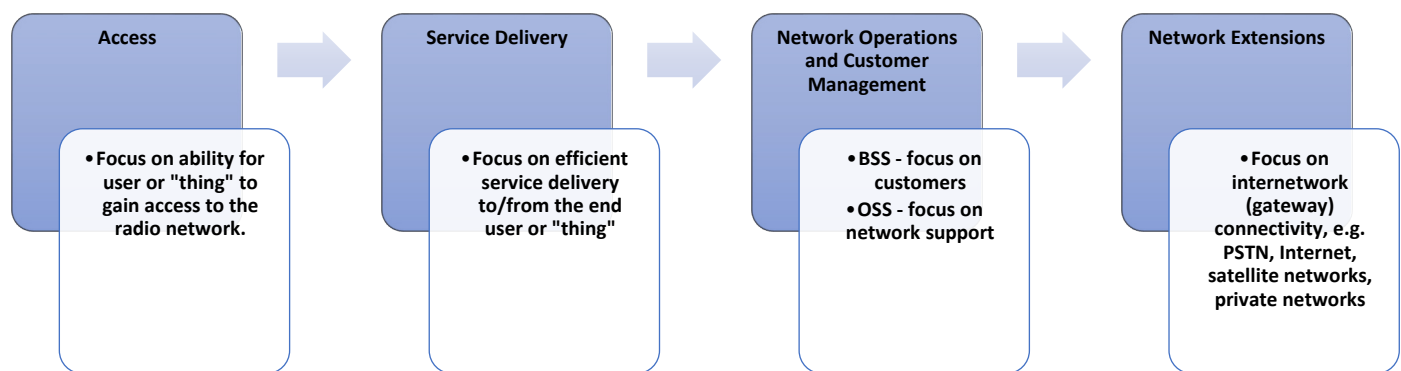 Access
•Focus on ability for
user or "thing" to
gain access to the
radio network.
Service Delivery
•Focus on efficient
service delivery
to/from the end
user or "thing"
Network Operations
and Customer
Management
•BSS - focus on
customers
•OSS - focus on
network support
Network Extensions
•Focus on
internetwork
(gateway)
connectivity, e.g.
PSTN, Internet,
satellite networks,
private networks